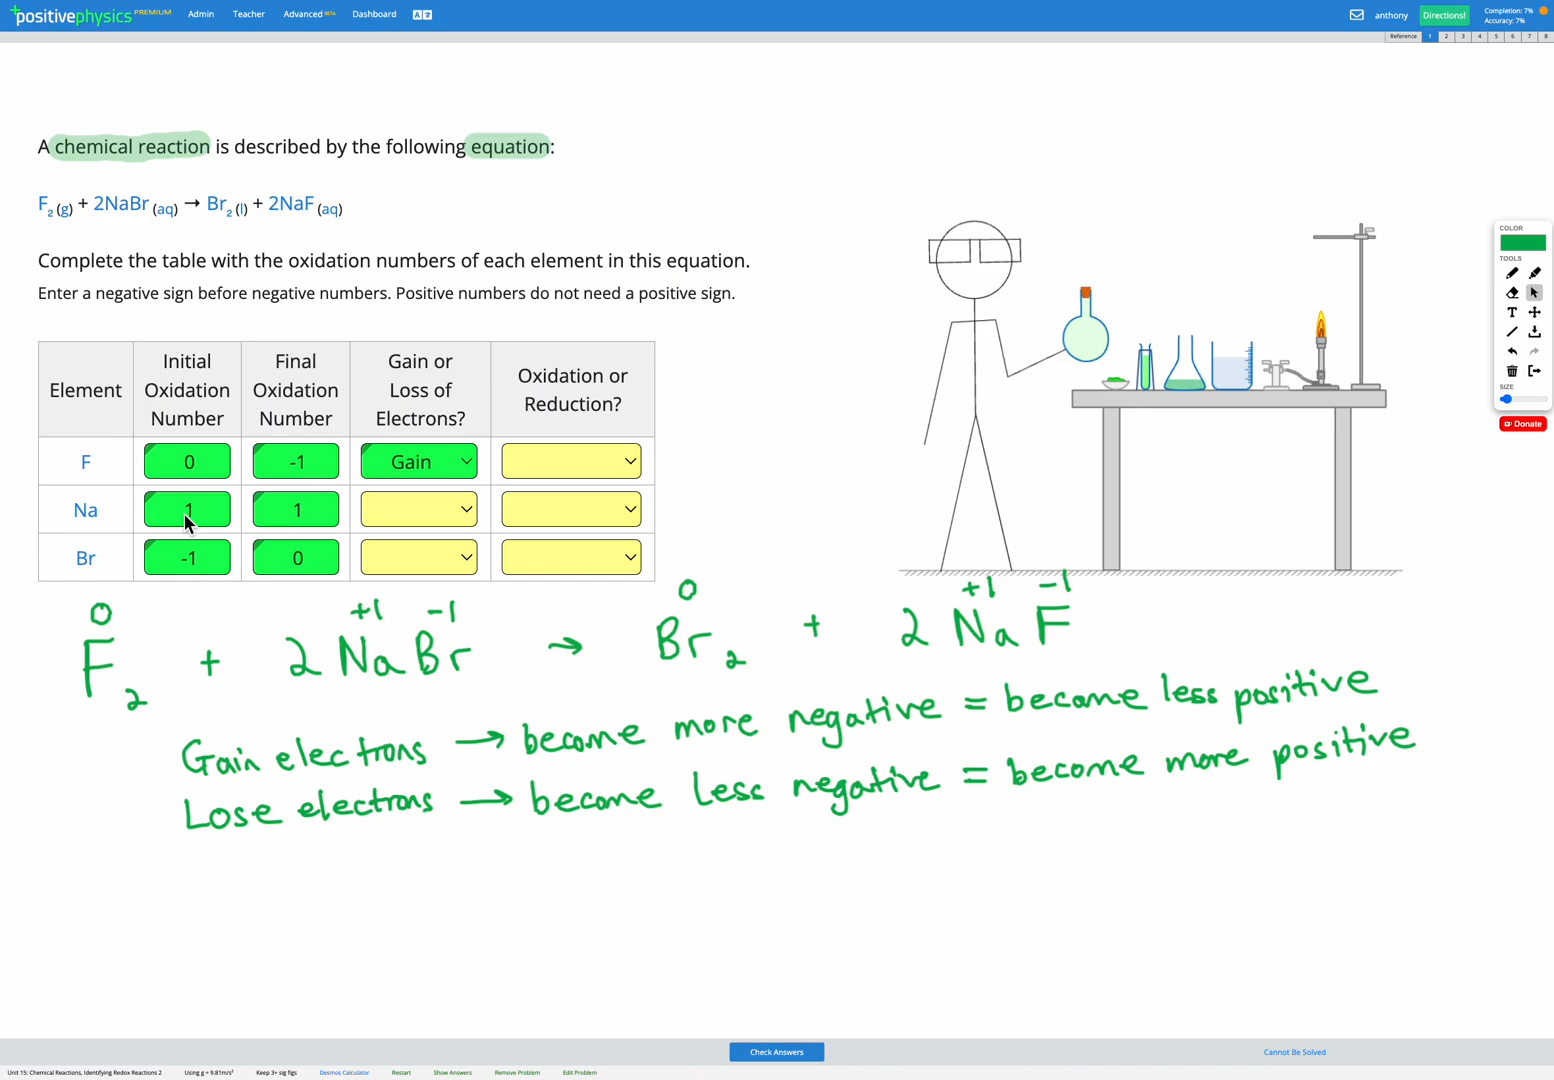 +positivephysics PREMIUM Admin Teacher Advanced BETA Dashboard anthony Directions! Completion: 7%
Accuracy: 7%
Reference 1 2 3 4 5 6 7 8
A chemical reaction is described by the following equation:
F₂ (g) + 2NaBr (aq) → Br₂ (l) + 2NaF (aq)
Complete the table with the oxidation numbers of each element in this equation.
Enter a negative sign before negative numbers. Positive numbers do not need a positive sign.
Element
Initial Oxidation Number
Final Oxidation Number
Gain or Loss of Electrons?
Oxidation or Reduction?
F 0 -1 Gain
Na 1 1
Br -1 0
COLOR
TOOLS
T
SIZE
Donate
0 +1 -1 0 +1 -1
F₂ + 2 NaBr → Br₂ + 2 NaF
Gain electrons → become more negative = become less positive
Lose electrons → become less negative = become more positive
Check Answers Cannot Be Solved
Unit 15: Chemical Reactions, Identifying Redox Reactions 2 Using g = 9.81m/s² Keep 3+ sig figs Desmos Calculator Restart Show Answers Remove Problem Edit Problem